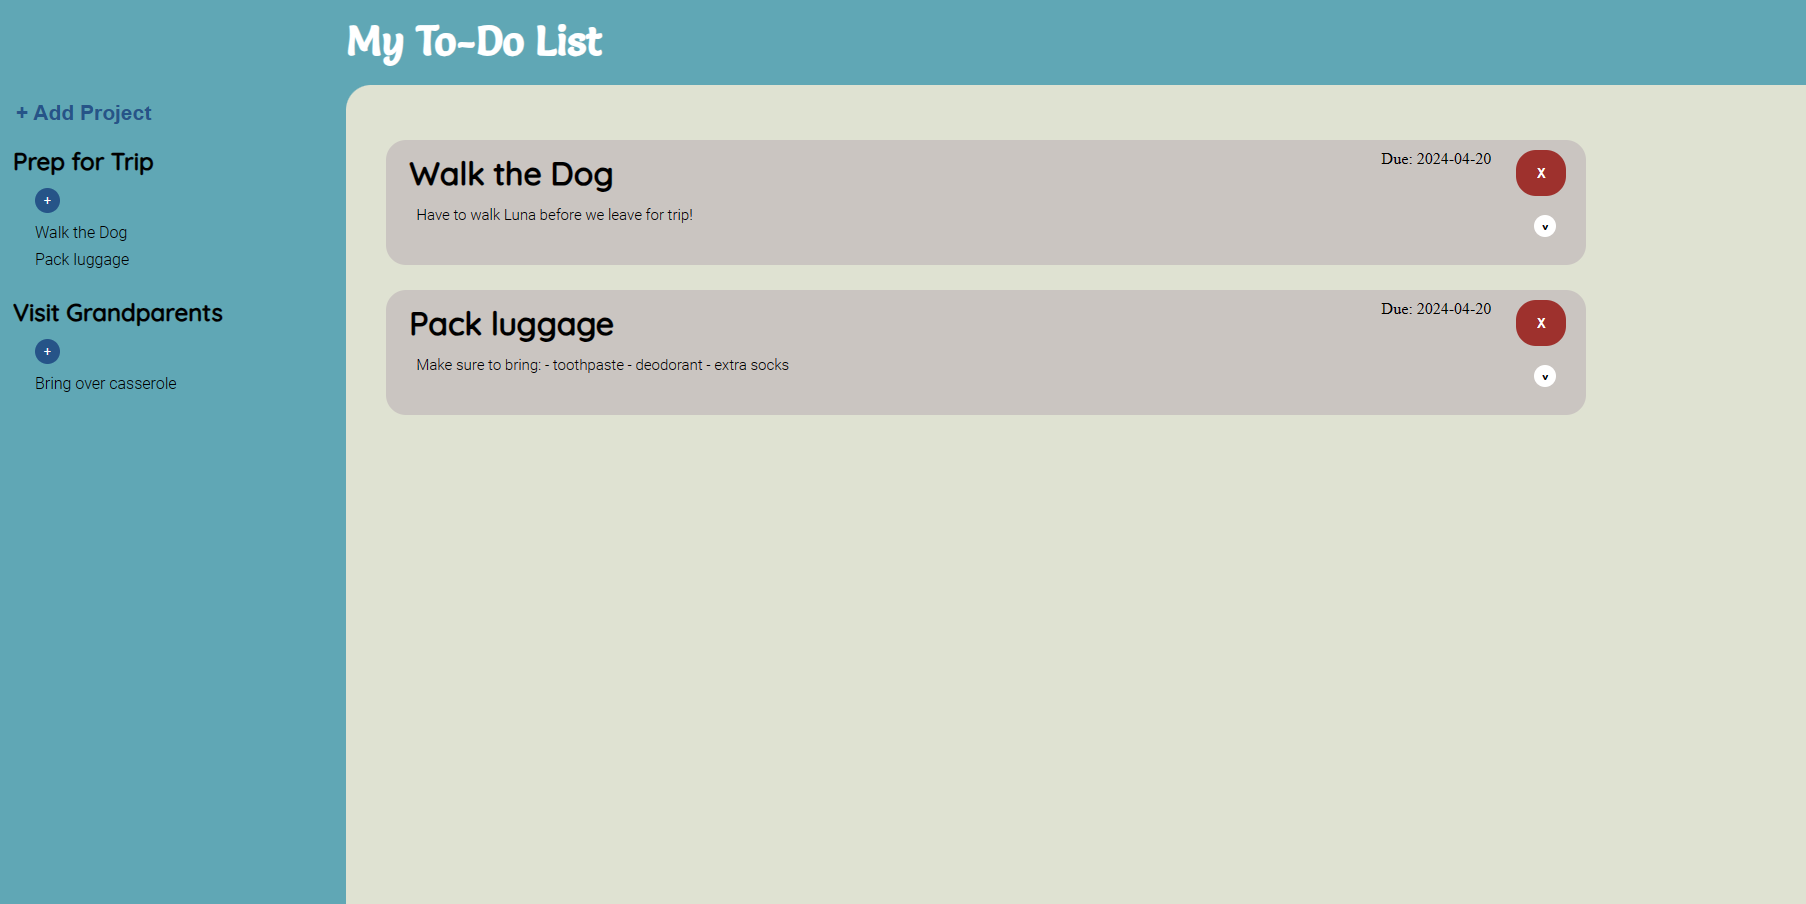 My To-Do List
+ Add Project
Prep for Trip
+
Walk the Dog
Pack luggage
Visit Grandparents
+
Bring over casserole
Walk the Dog
Due: 2024-04-20
X
Have to walk Luna before we leave for trip!
v
Pack luggage
Due: 2024-04-20
X
Make sure to bring: - toothpaste - deodorant - extra socks
v